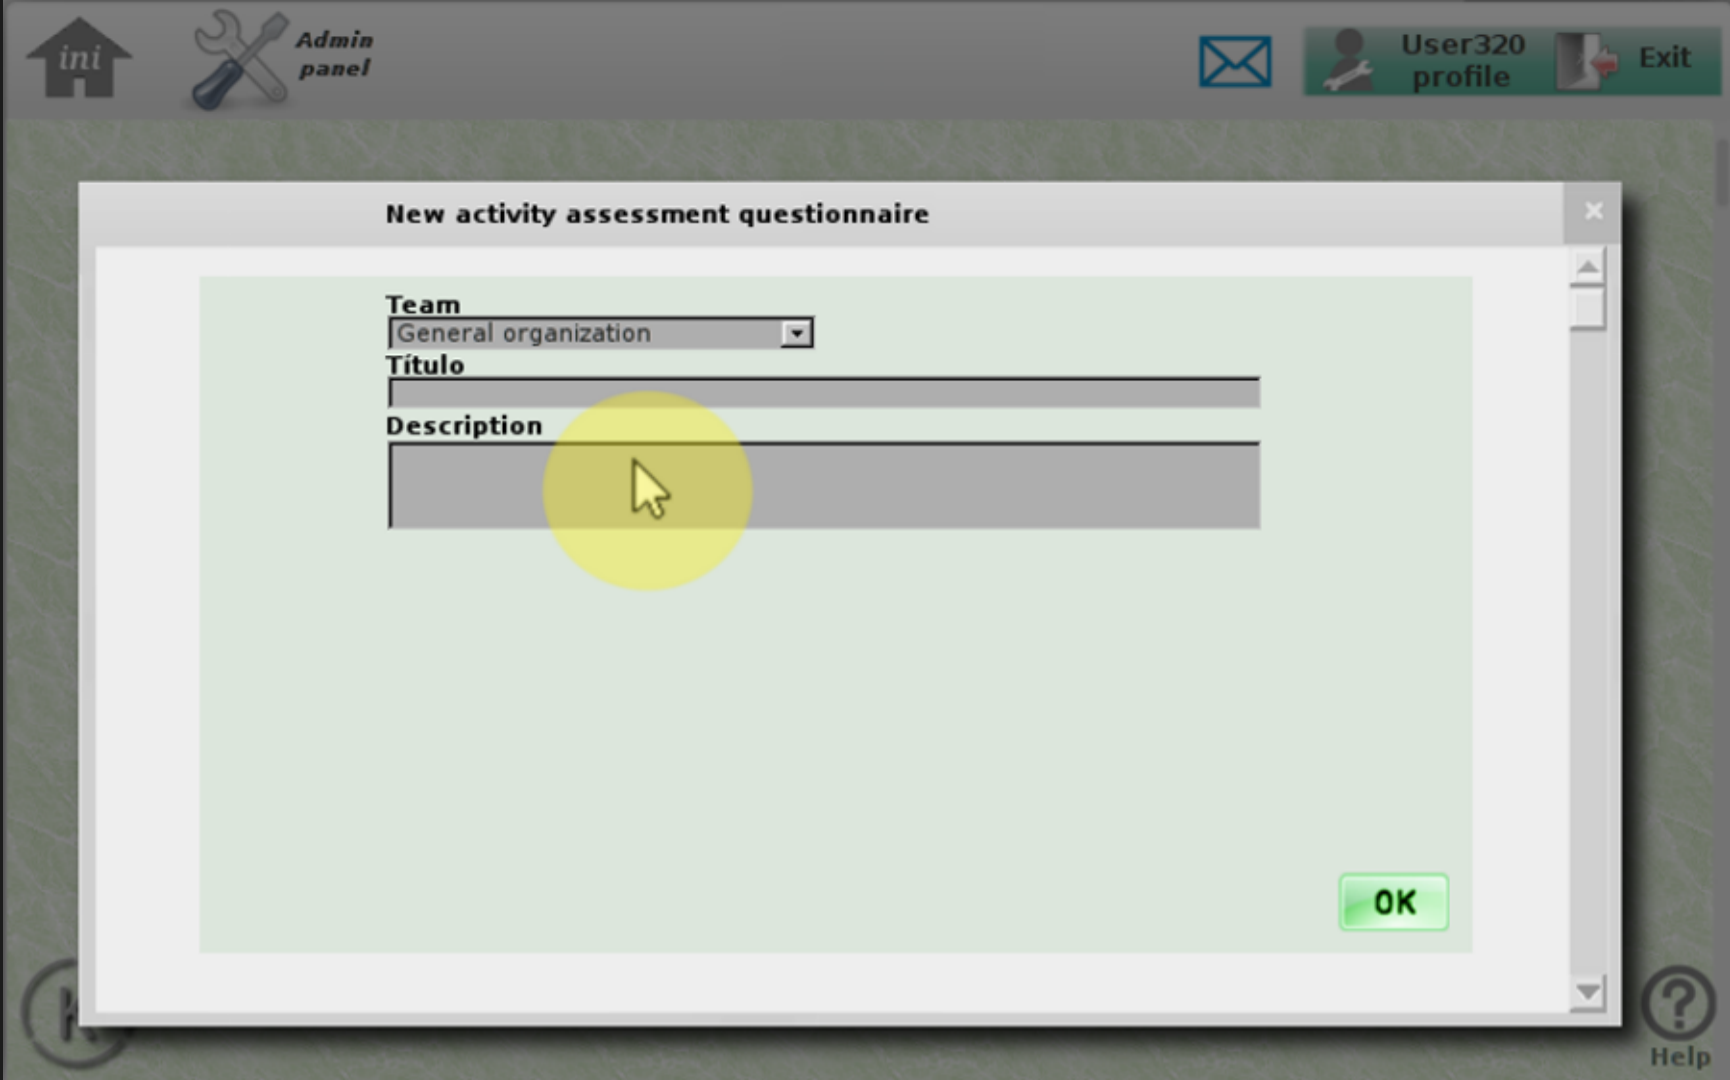 ini
Admin
panel
User320
profile
Exit
New activity assessment questionnaire
Team
General organization
Título
Description
OK
Help